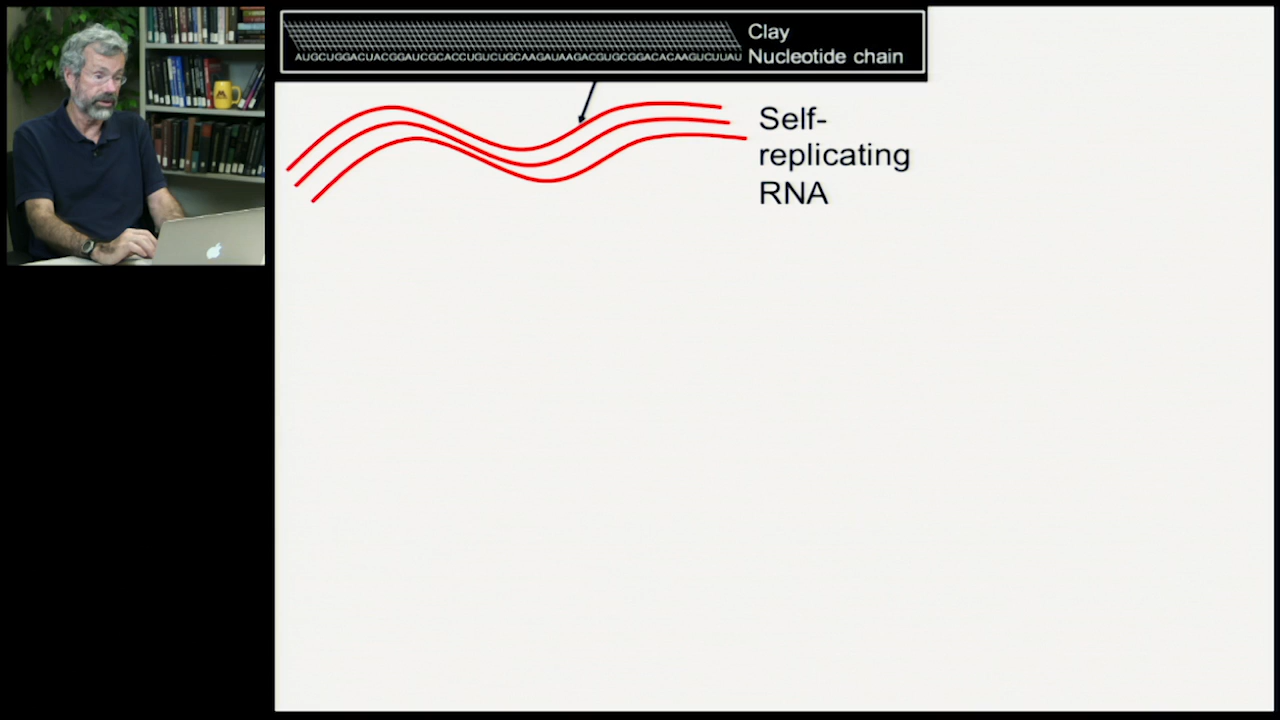 Clay
AUGCUGGACUACGGAUCGCACCUGUCUGCAAGAUAAGACGUGCGGACACAAGUCUUAU Nucleotide chain
Self-
replicating
RNA